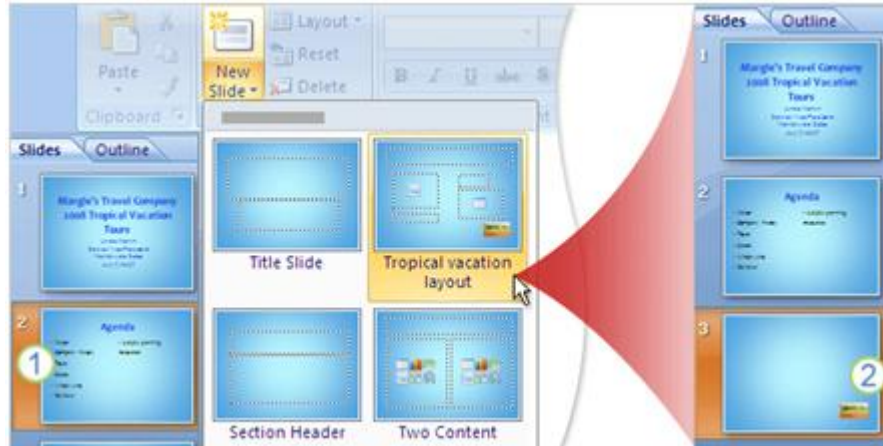 Layout
Reset
Paste
New
Slide
Delete
B I U abc S
Clipboard
Slides Outline
1
Margie's Travel Company
2008 Tropical Vacation
Tours
2
Agenda
1
Title Slide
Tropical vacation
layout
Section Header
Two Content
Slides Outline
1
Margie's Travel Company
2008 Tropical Vacation
Tours
2
Agenda
3
2